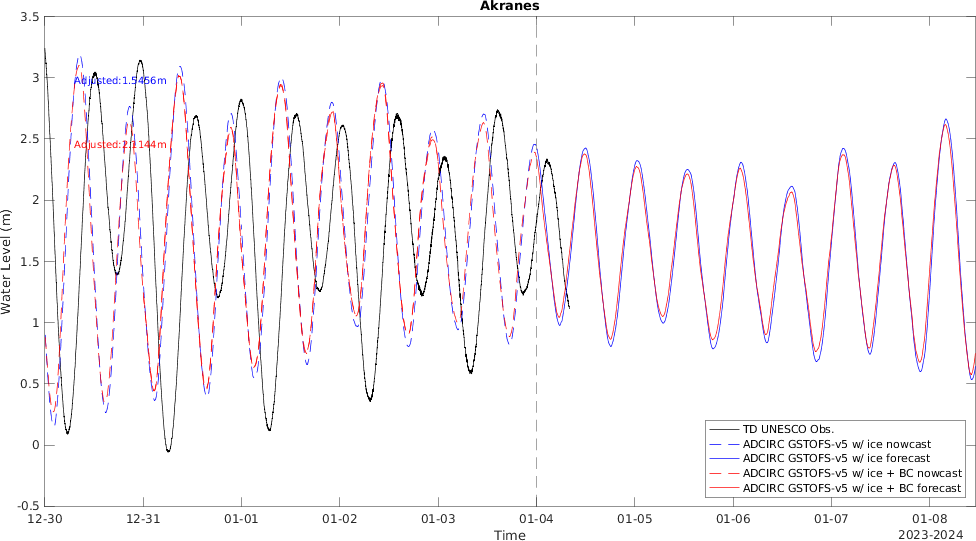 Akranes
3.5
3
2.5
2
1.5
1
0.5
0
-0.5
Water Level (m)
Adjusted:1.5456m
Adjusted:2.2144m
TD UNESCO Obs.
ADCIRC GSTOFS-v5 w/ ice nowcast
ADCIRC GSTOFS-v5 w/ ice forecast
ADCIRC GSTOFS-v5 w/ ice + BC nowcast
ADCIRC GSTOFS-v5 w/ ice + BC forecast
12-30 12-31 01-01 01-02 01-03 01-04 01-05 01-06 01-07 01-08
Time
2023-2024